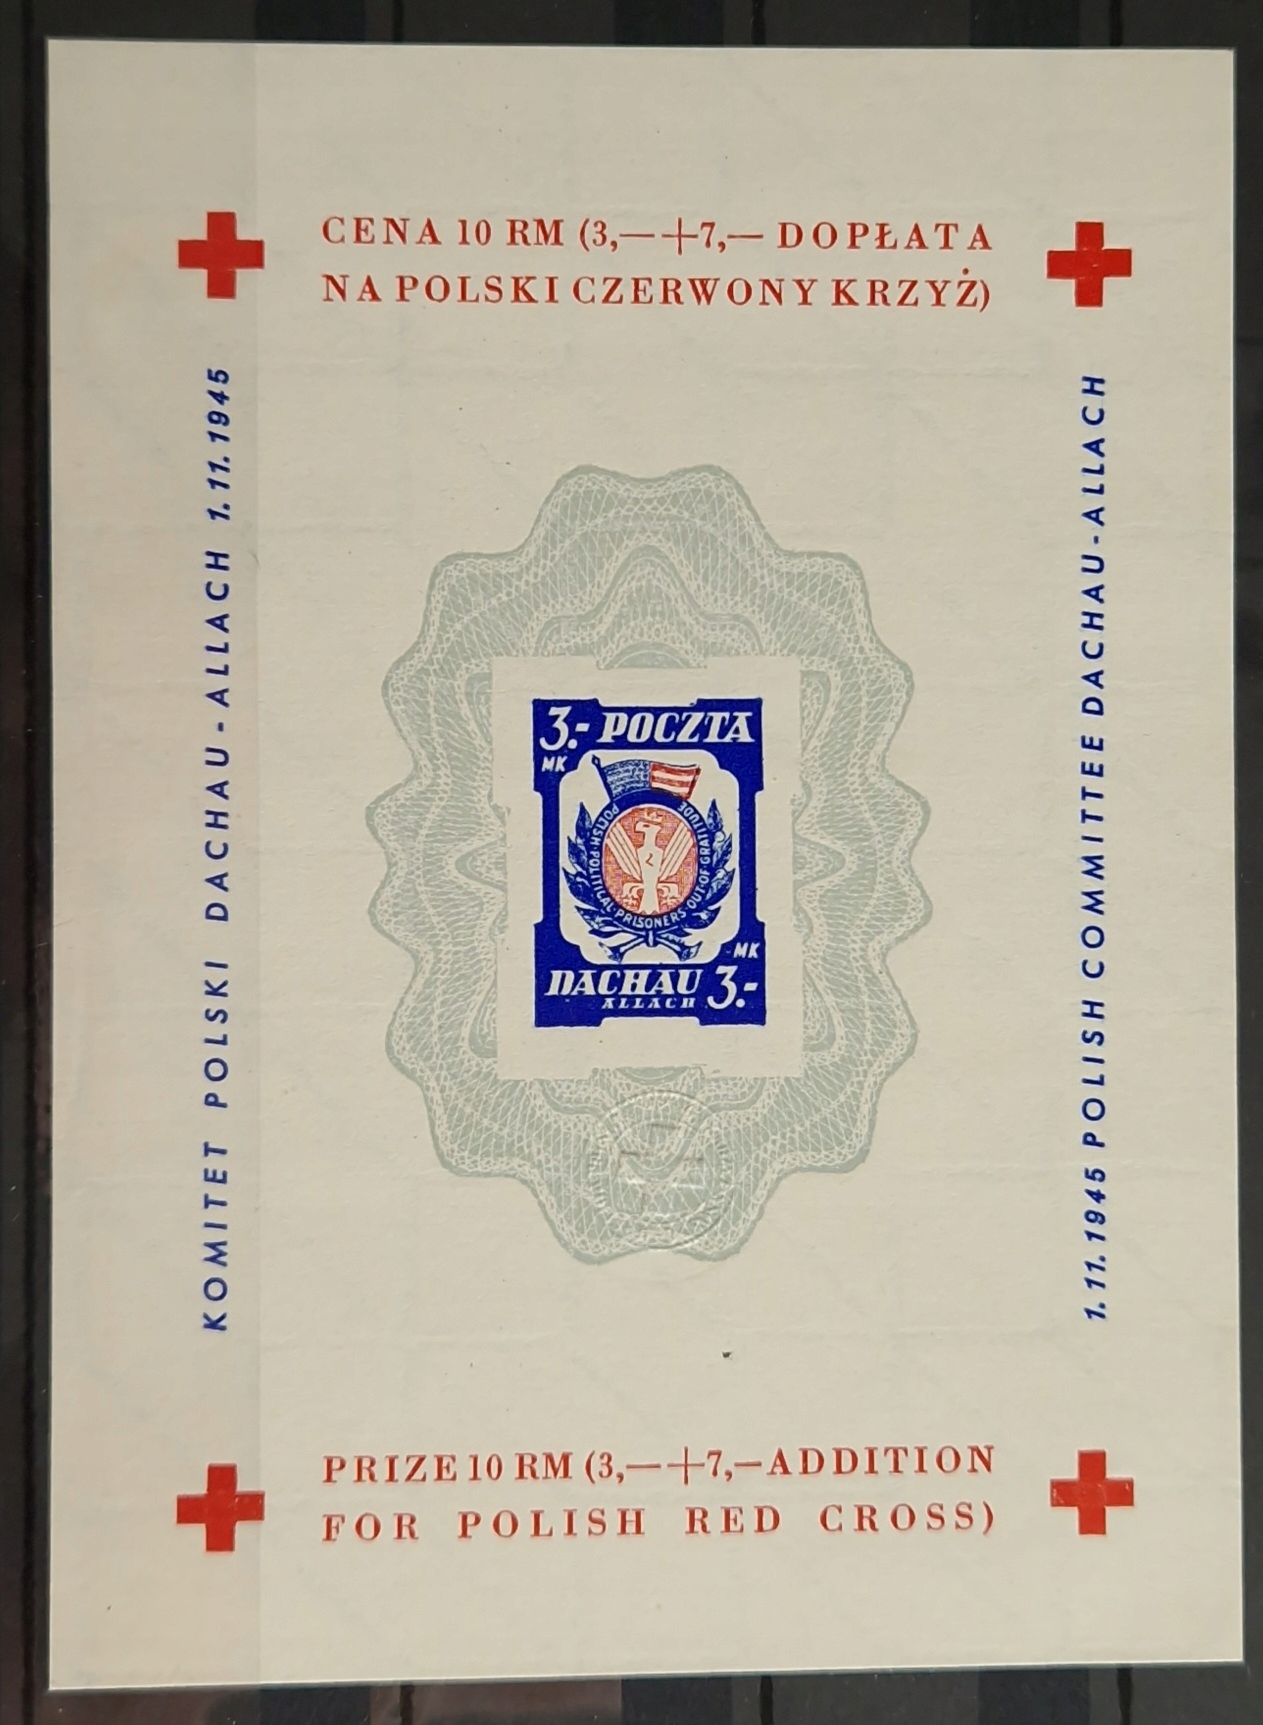 CENA 10 RM (3,—+7,— DOPŁATA
NA POLSKI CZERWONY KRZYŻ)
KOMITET POLSKI DACHAU-ALLACH 1.11.1945
3.- POCZTA
MK
POLISH·POLITICAL·PRISONERS·OUT·OF·GRATITUDE
-MK
DACHAU 3.-
ALLACH
1.11.1945 POLISH COMMITTEE DACHAU-ALLACH
PRIZE 10 RM (3,—+7,—ADDITION
FOR POLISH RED CROSS)